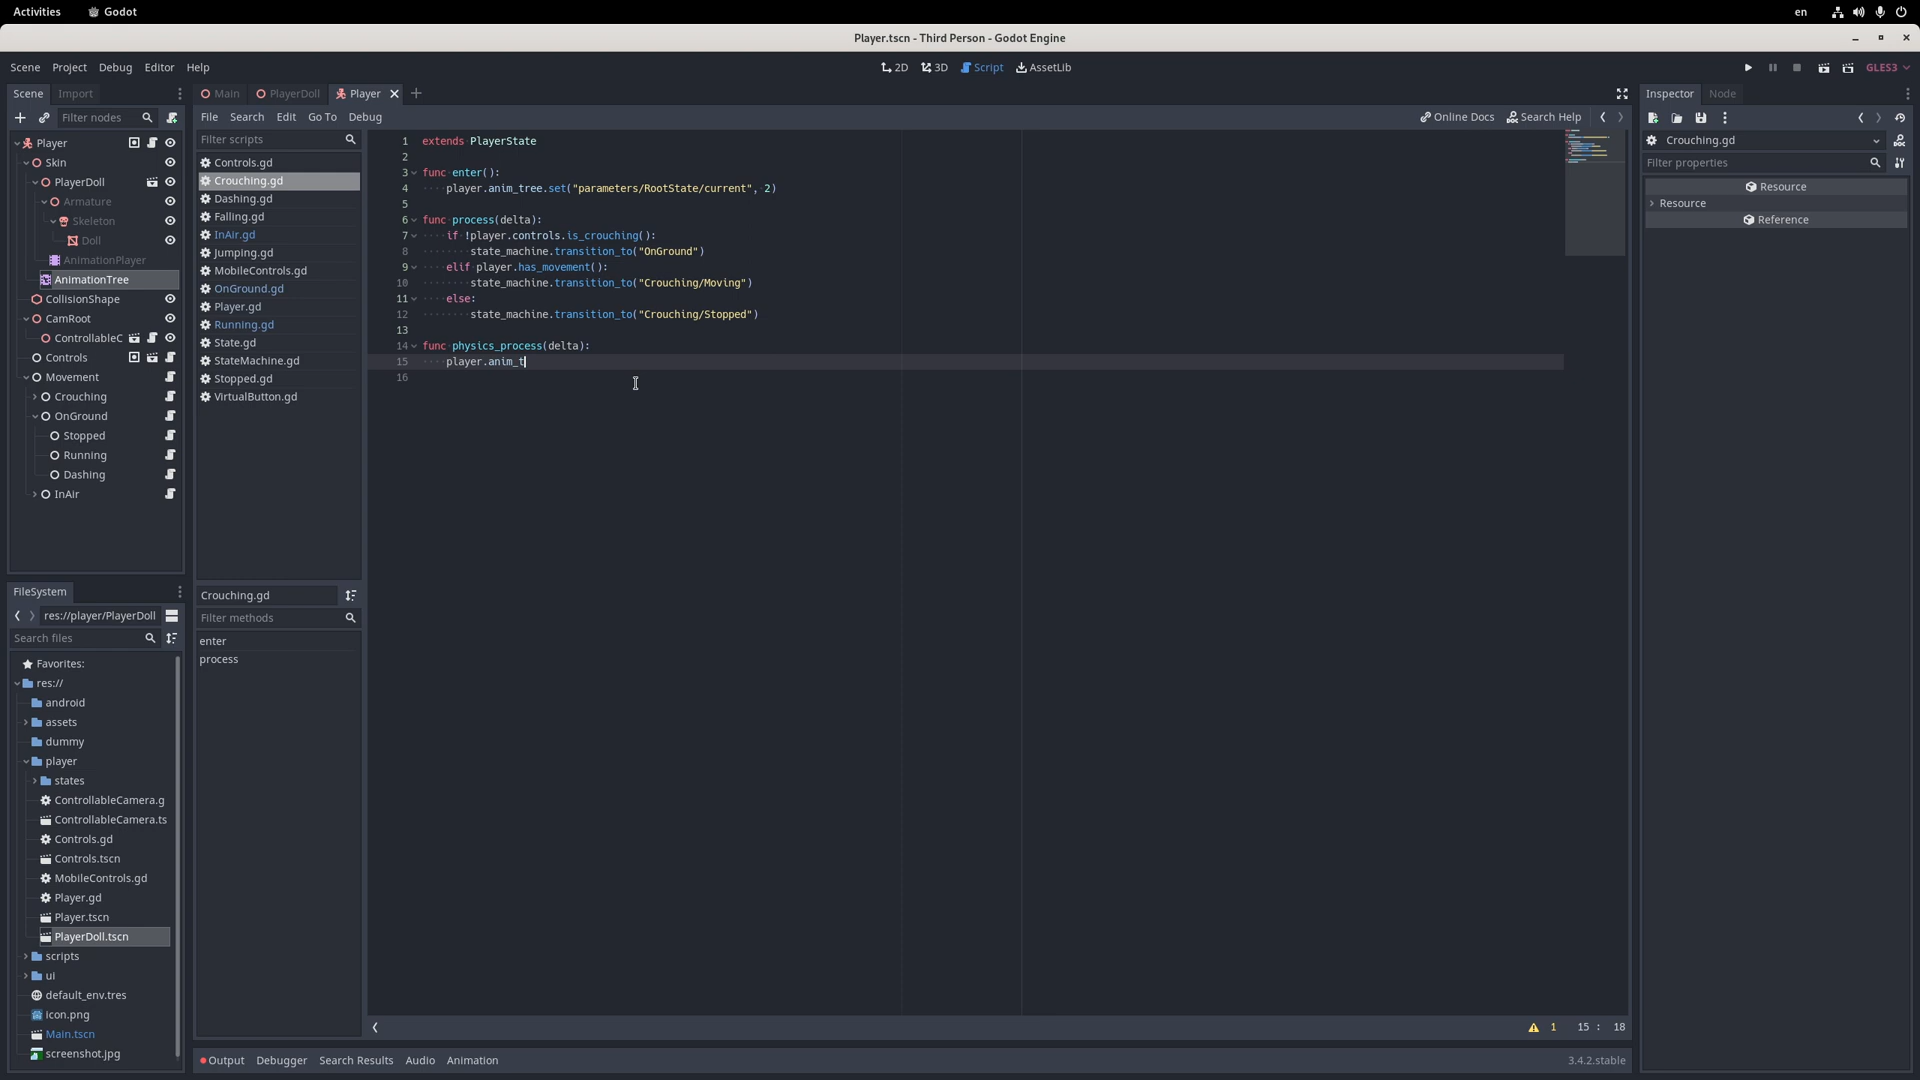 Activities
Godot
en
Player.tscn - Third Person - Godot Engine
Scene Project Debug Editor Help
2D 3D Script AssetLib
GLES3
Scene Import
Filter nodes
Player
Skin
PlayerDoll
Armature
Skeleton
Doll
AnimationPlayer
AnimationTree
CollisionShape
CamRoot
ControllableC
Controls
Movement
Crouching
OnGround
Stopped
Running
Dashing
InAir
FileSystem
res://player/PlayerDoll
Search files
Favorites:
res://
android
assets
dummy
player
states
ControllableCamera.g
ControllableCamera.ts
Controls.gd
Controls.tscn
MobileControls.gd
Player.gd
Player.tscn
PlayerDoll.tscn
scripts
ui
default_env.tres
icon.png
Main.tscn
screenshot.jpg
Main PlayerDoll Player
File Search Edit Go To Debug
Online Docs Search Help
Filter scripts
Controls.gd
Crouching.gd
Dashing.gd
Falling.gd
InAir.gd
Jumping.gd
MobileControls.gd
OnGround.gd
Player.gd
Running.gd
State.gd
StateMachine.gd
Stopped.gd
VirtualButton.gd
Crouching.gd
Filter methods
enter
process
1 extends PlayerState
2
3 func enter():
4 player.anim_tree.set("parameters/RootState/current", 2)
5
6 func process(delta):
7 if !player.controls.is_crouching():
8 state_machine.transition_to("OnGround")
9 elif player.has_movement():
10 state_machine.transition_to("Crouching/Moving")
11 else:
12 state_machine.transition_to("Crouching/Stopped")
13
14 func physics_process(delta):
15 player.anim_t
16
1 15 : 18
Output Debugger Search Results Audio Animation
3.4.2.stable
Inspector Node
Crouching.gd
Filter properties
Resource
Resource
Reference